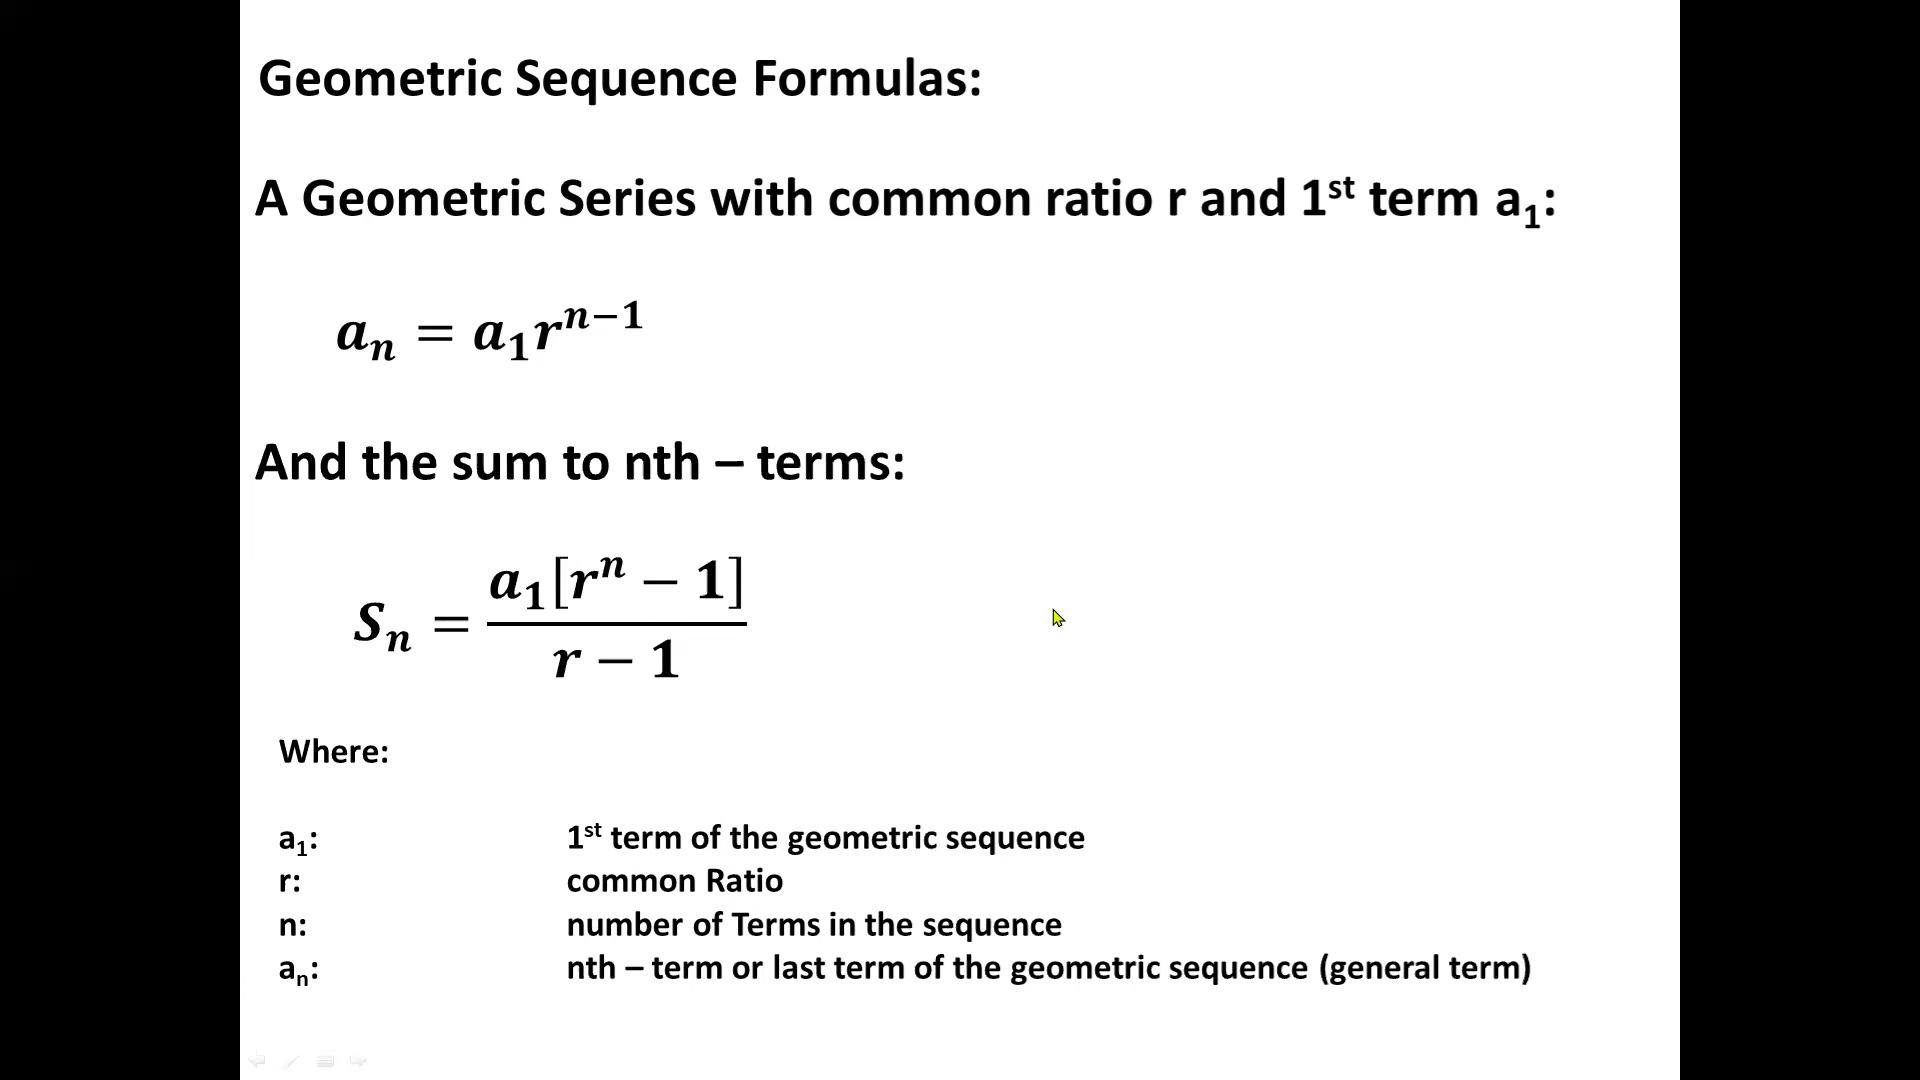 Geometric Sequence Formulas:
A Geometric Series with common ratio r and 1ˢᵗ term a₁:
aₙ = a₁rⁿ⁻¹
And the sum to nth – terms:
Sₙ = a₁[rⁿ − 1] / r − 1
Where:
a₁: 1ˢᵗ term of the geometric sequence
r: common Ratio
n: number of Terms in the sequence
aₙ: nth – term or last term of the geometric sequence (general term)